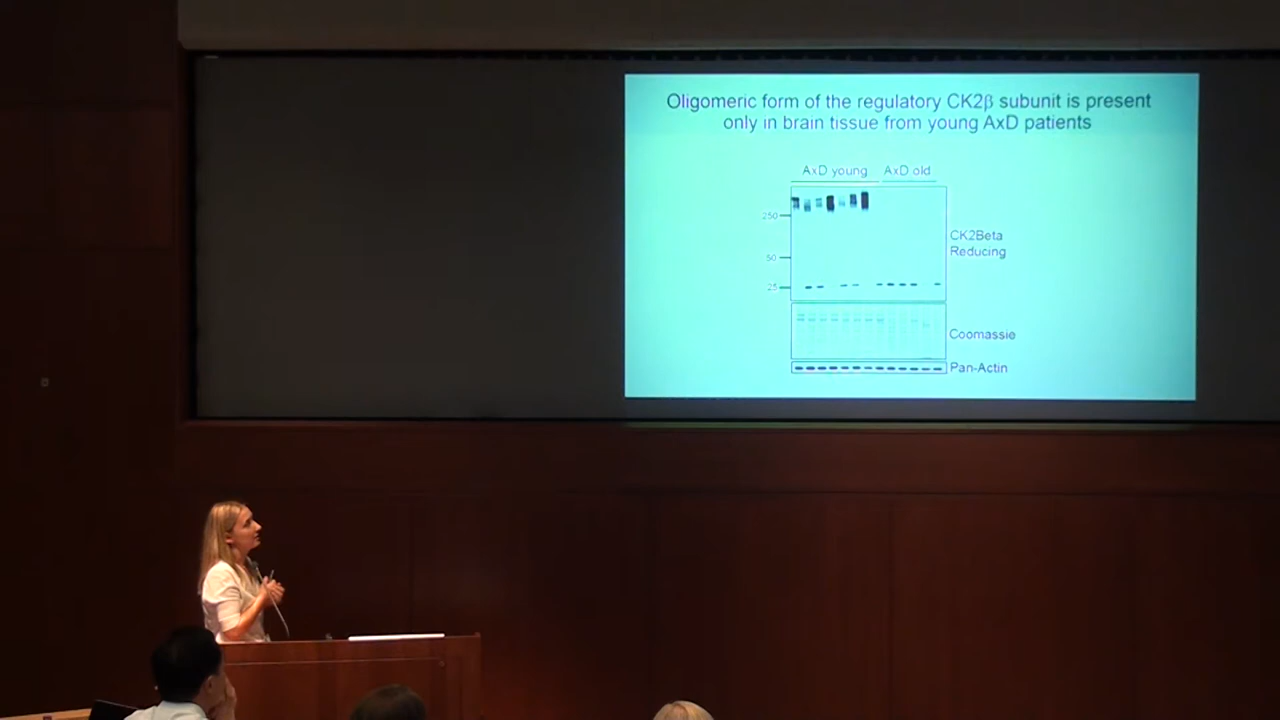 Oligomeric form of the regulatory CK2β subunit is present
only in brain tissue from young AxD patients
AxD young AxD old
250
50
25
CK2Beta
Reducing
Coomassie
Pan-Actin